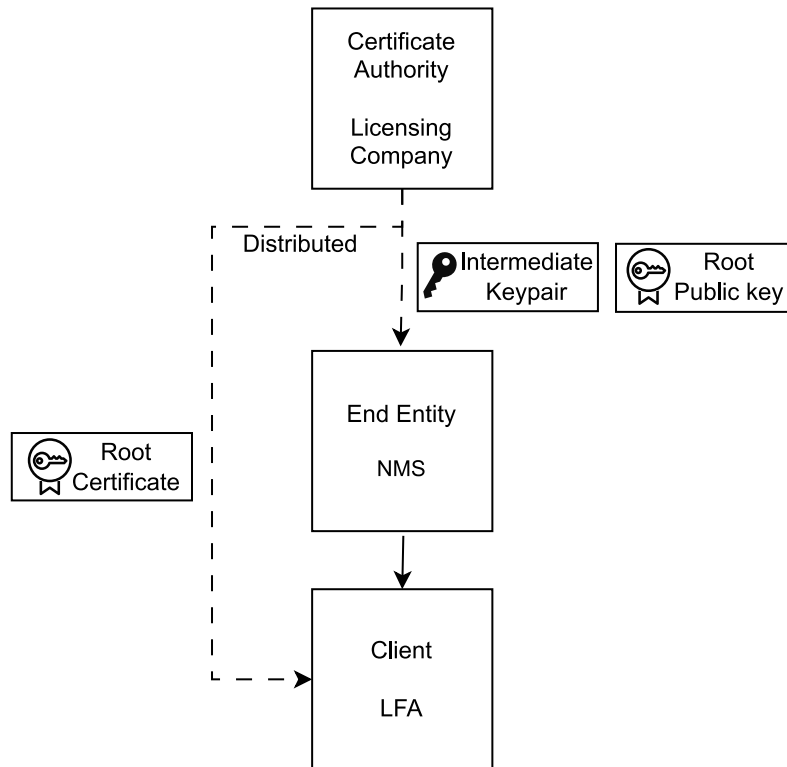 Certificate
Authority
Licensing
Company
Distributed
Intermediate
Keypair
Root
Public key
End Entity
NMS
Root
Certificate
Client
LFA